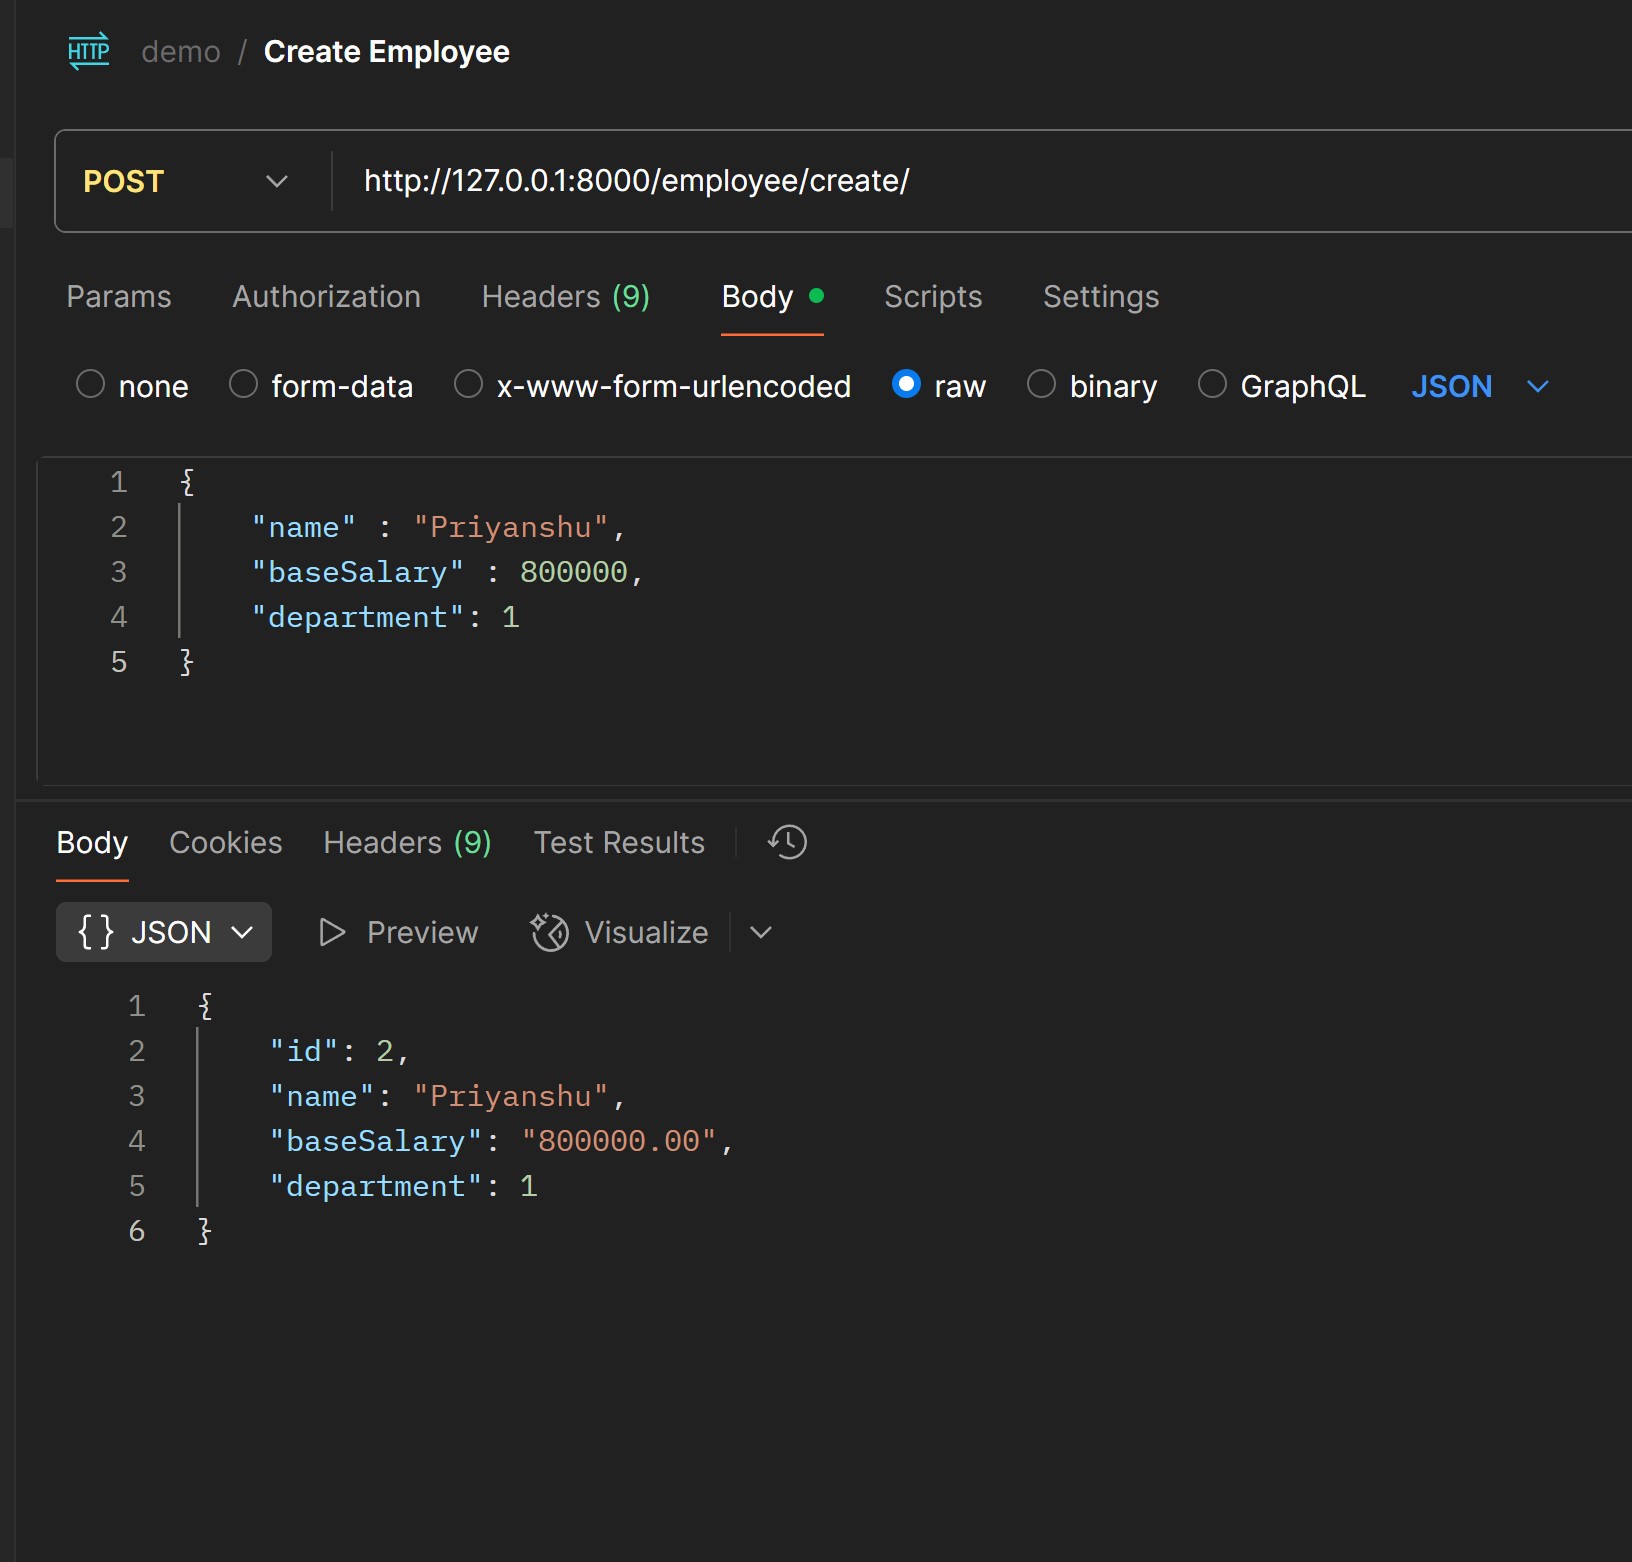 HTTP demo / Create Employee
POST http://127.0.0.1:8000/employee/create/
Params Authorization Headers (9) Body Scripts Settings
none form-data x-www-form-urlencoded raw binary GraphQL JSON
1 {
2 "name" : "Priyanshu",
3 "baseSalary" : 800000,
4 "department": 1
5 }
Body Cookies Headers (9) Test Results
{} JSON Preview Visualize
1 {
2 "id": 2,
3 "name": "Priyanshu",
4 "baseSalary": "800000.00",
5 "department": 1
6 }